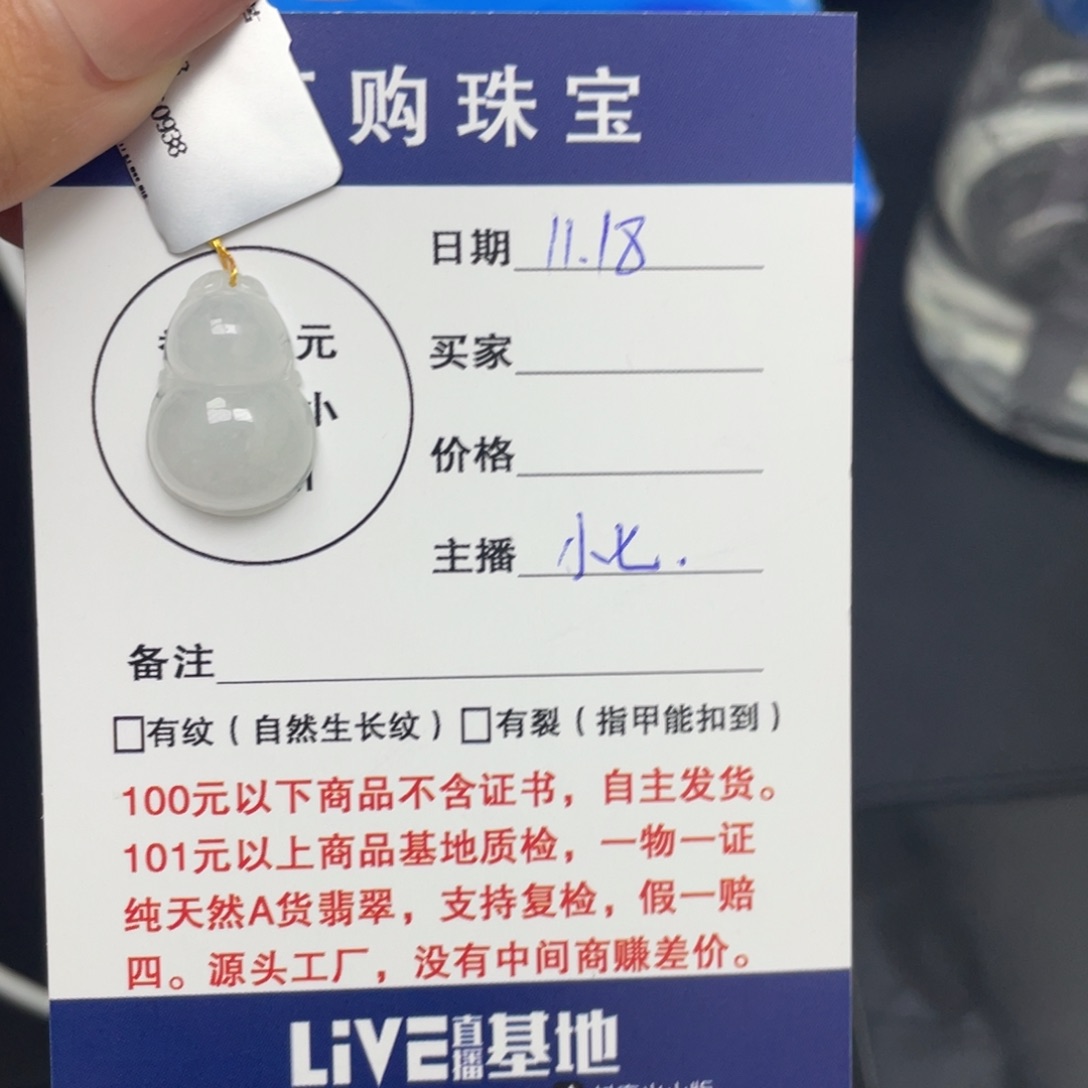 购珠宝
0938
日期 11.18
元
买家
小
价格
主播 小七.
备注
□有纹(自然生长纹) □有裂(指甲能扣到)
100元以下商品不含证书，自主发货。
101元以上商品基地质检，一物一证
纯天然A货翡翠，支持复检，假一赔
四。源头工厂，没有中间商赚差价。
LiVE直播基地